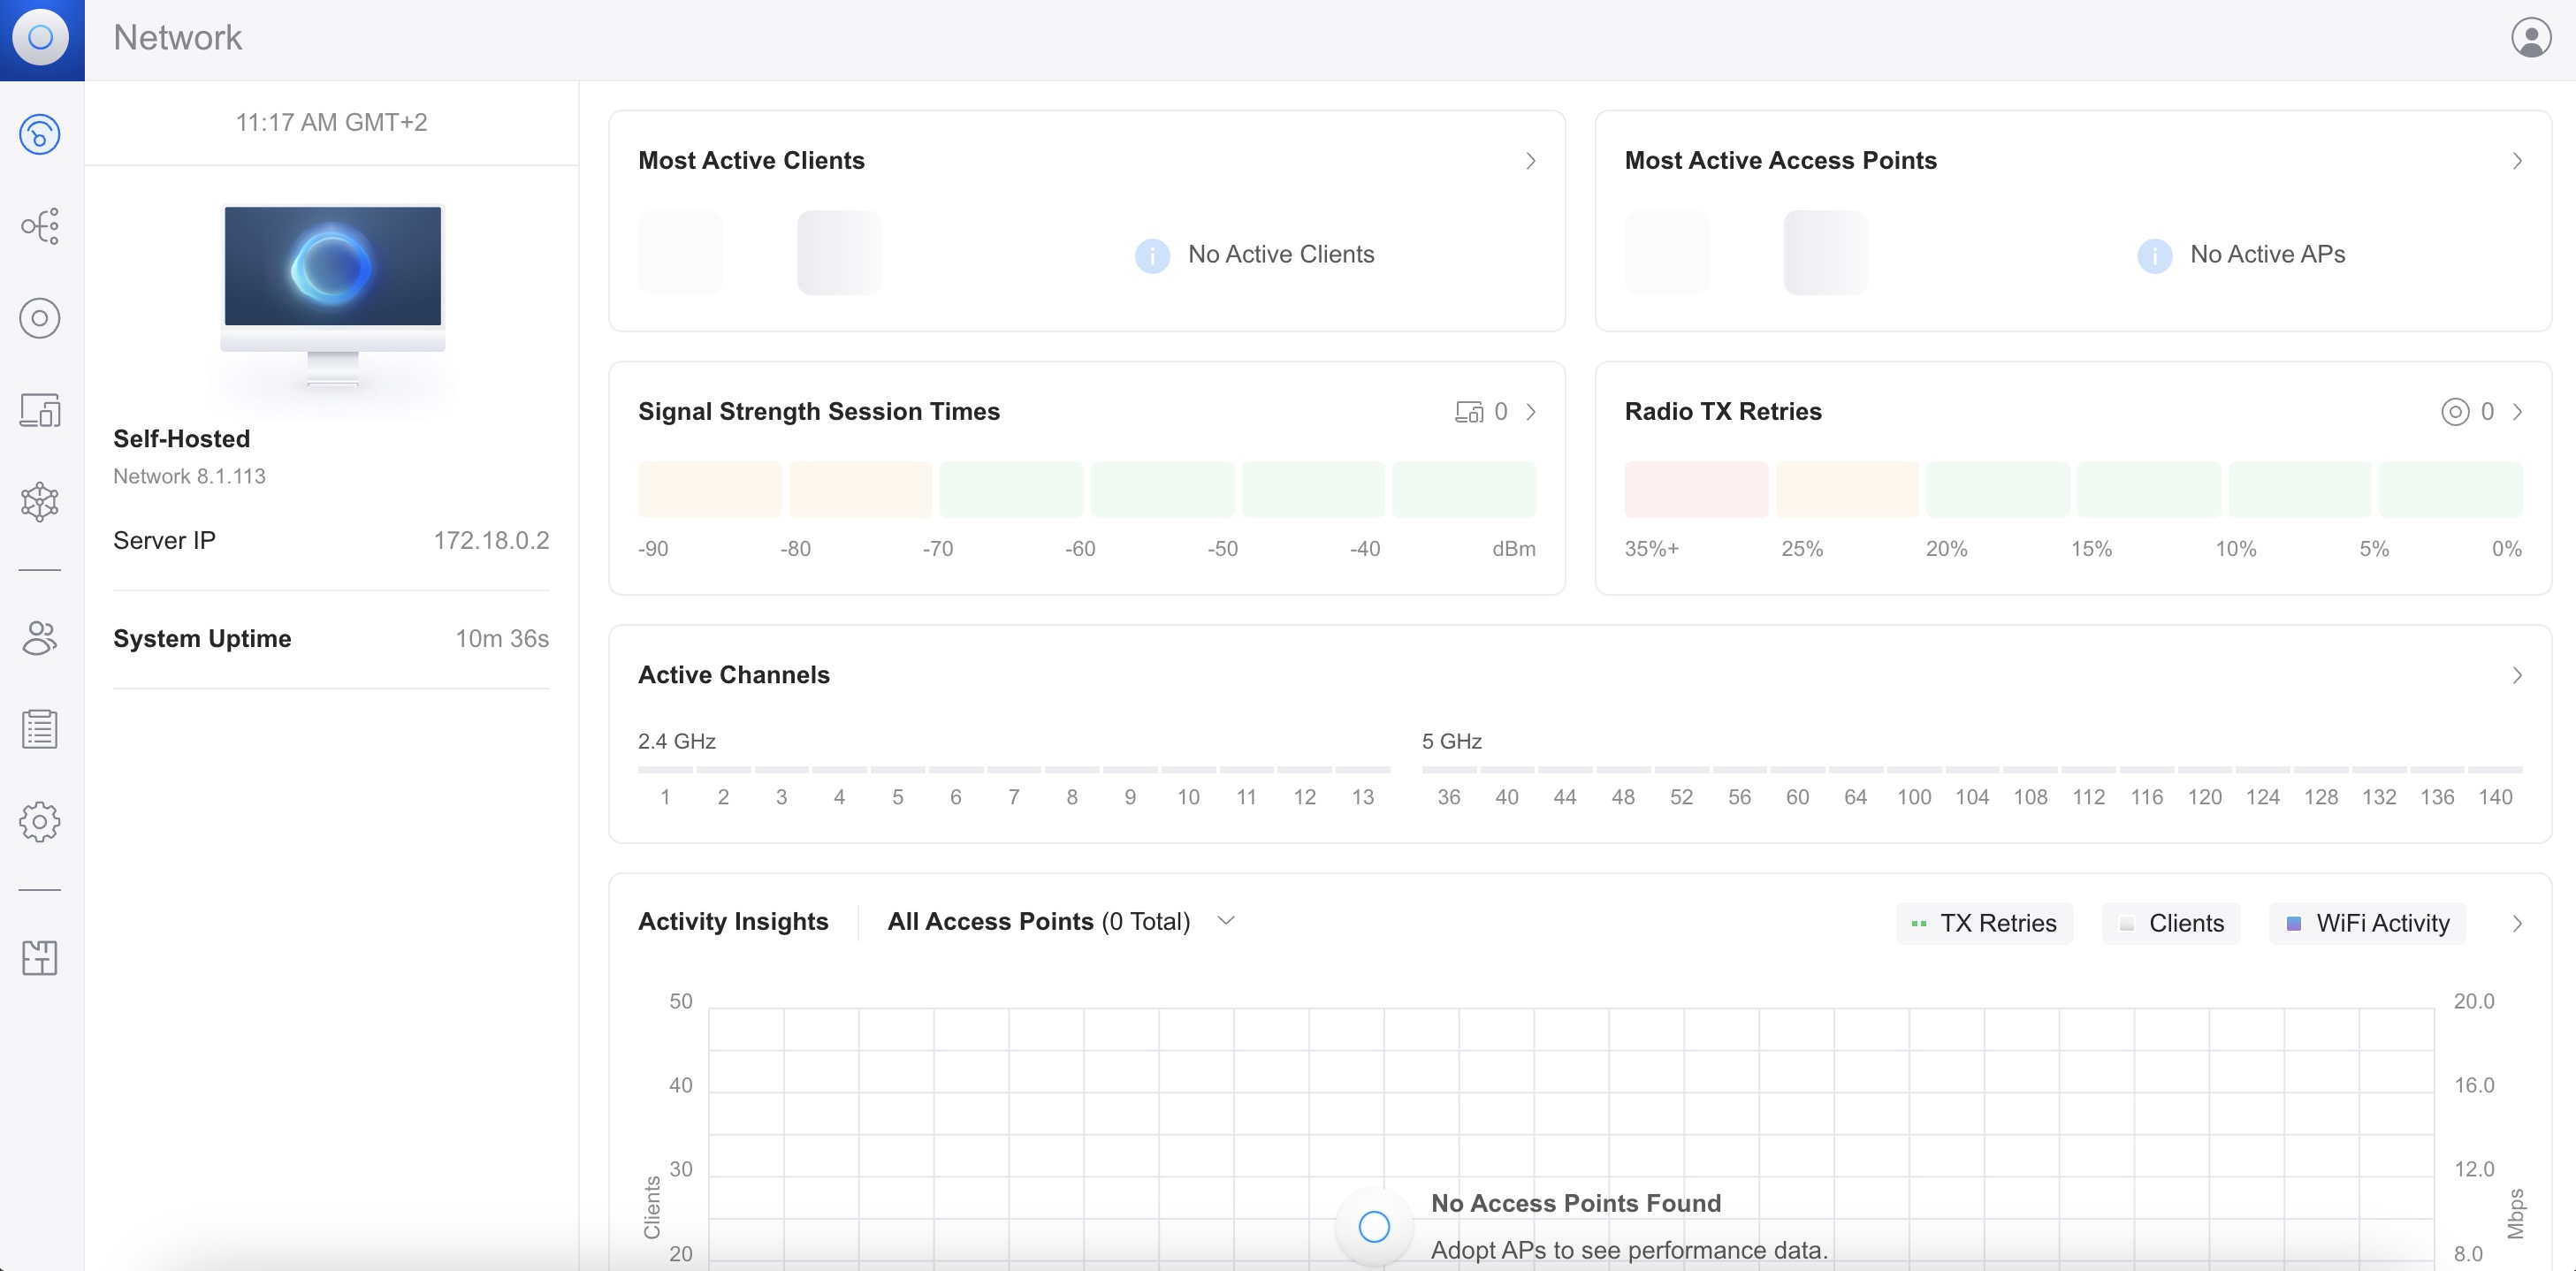 Network
11:17 AM GMT+2
Self-Hosted
Network 8.1.113
Server IP 172.18.0.2
System Uptime 10m 36s
Most Active Clients
No Active Clients
Most Active Access Points
No Active APs
Signal Strength Session Times 0
-90 -80 -70 -60 -50 -40 dBm
Radio TX Retries 0
35%+ 25% 20% 15% 10% 5% 0%
Active Channels
2.4 GHz
1 2 3 4 5 6 7 8 9 10 11 12 13
5 GHz
36 40 44 48 52 56 60 64 100 104 108 112 116 120 124 128 132 136 140
Activity Insights All Access Points (0 Total) TX Retries Clients WiFi Activity
50 20.0
40 16.0
30 12.0
Clients
No Access Points Found
Mbps
Adopt APs to see performance data.
20 8.0